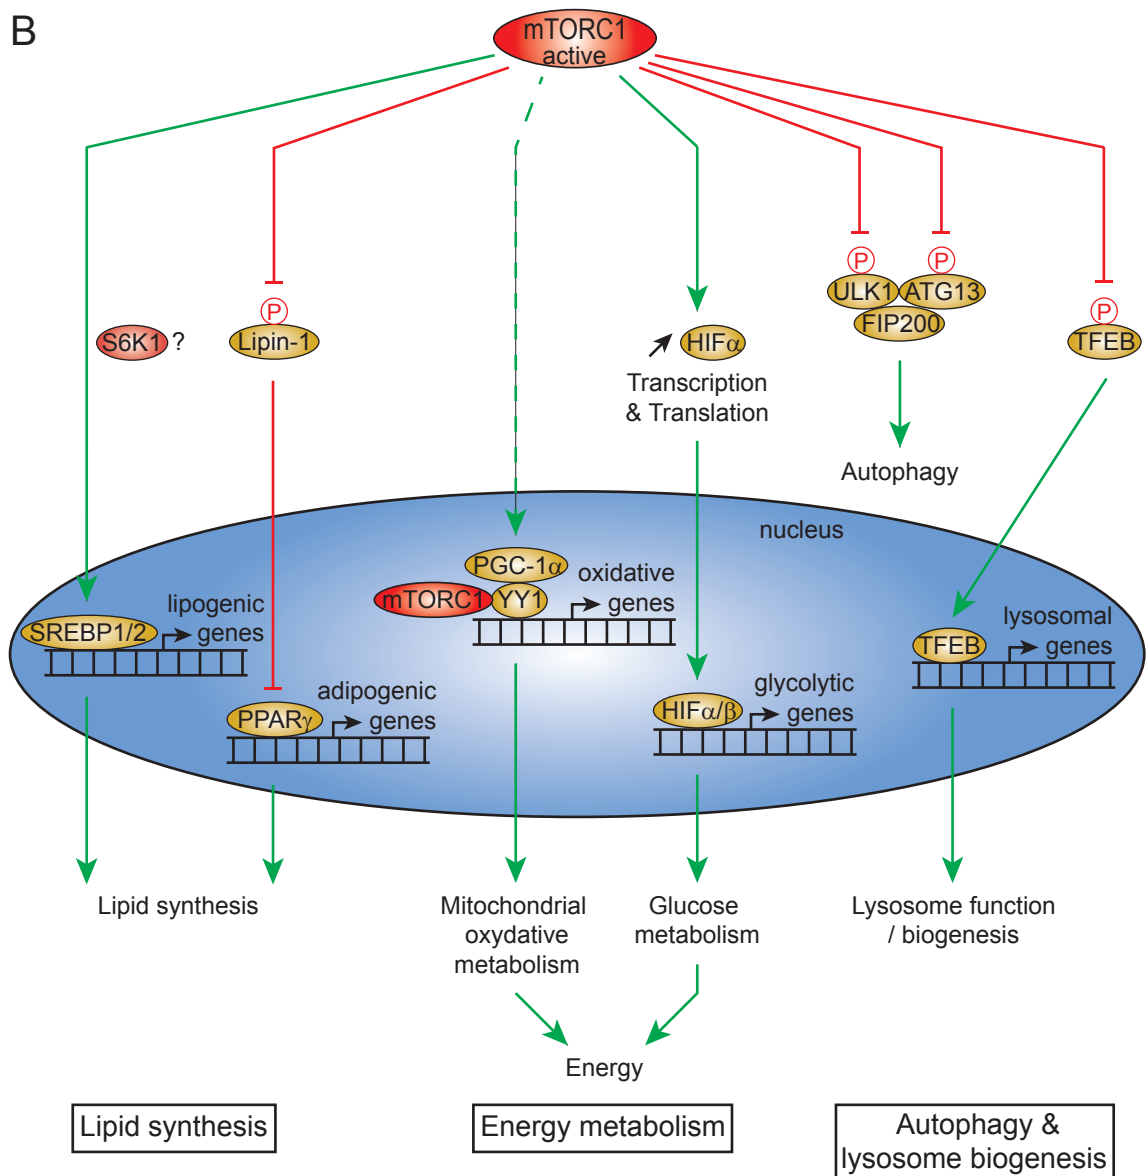 B
mTORC1
active
P
P
P
P
ULK1
ATG13
FIP200
S6K1
?
Lipin-1
HIFα
TFEB
Transcription
& Translation
Autophagy
nucleus
PGC-1α
mTORC1
YY1
oxidative
genes
SREBP1/2
lipogenic
genes
TFEB
lysosomal
genes
PPARγ
adipogenic
genes
HIFα/β
glycolytic
genes
Lipid synthesis
Mitochondrial
oxydative
metabolism
Glucose
metabolism
Lysosome function
/ biogenesis
Energy
Lipid synthesis
Energy metabolism
Autophagy &
lysosome biogenesis